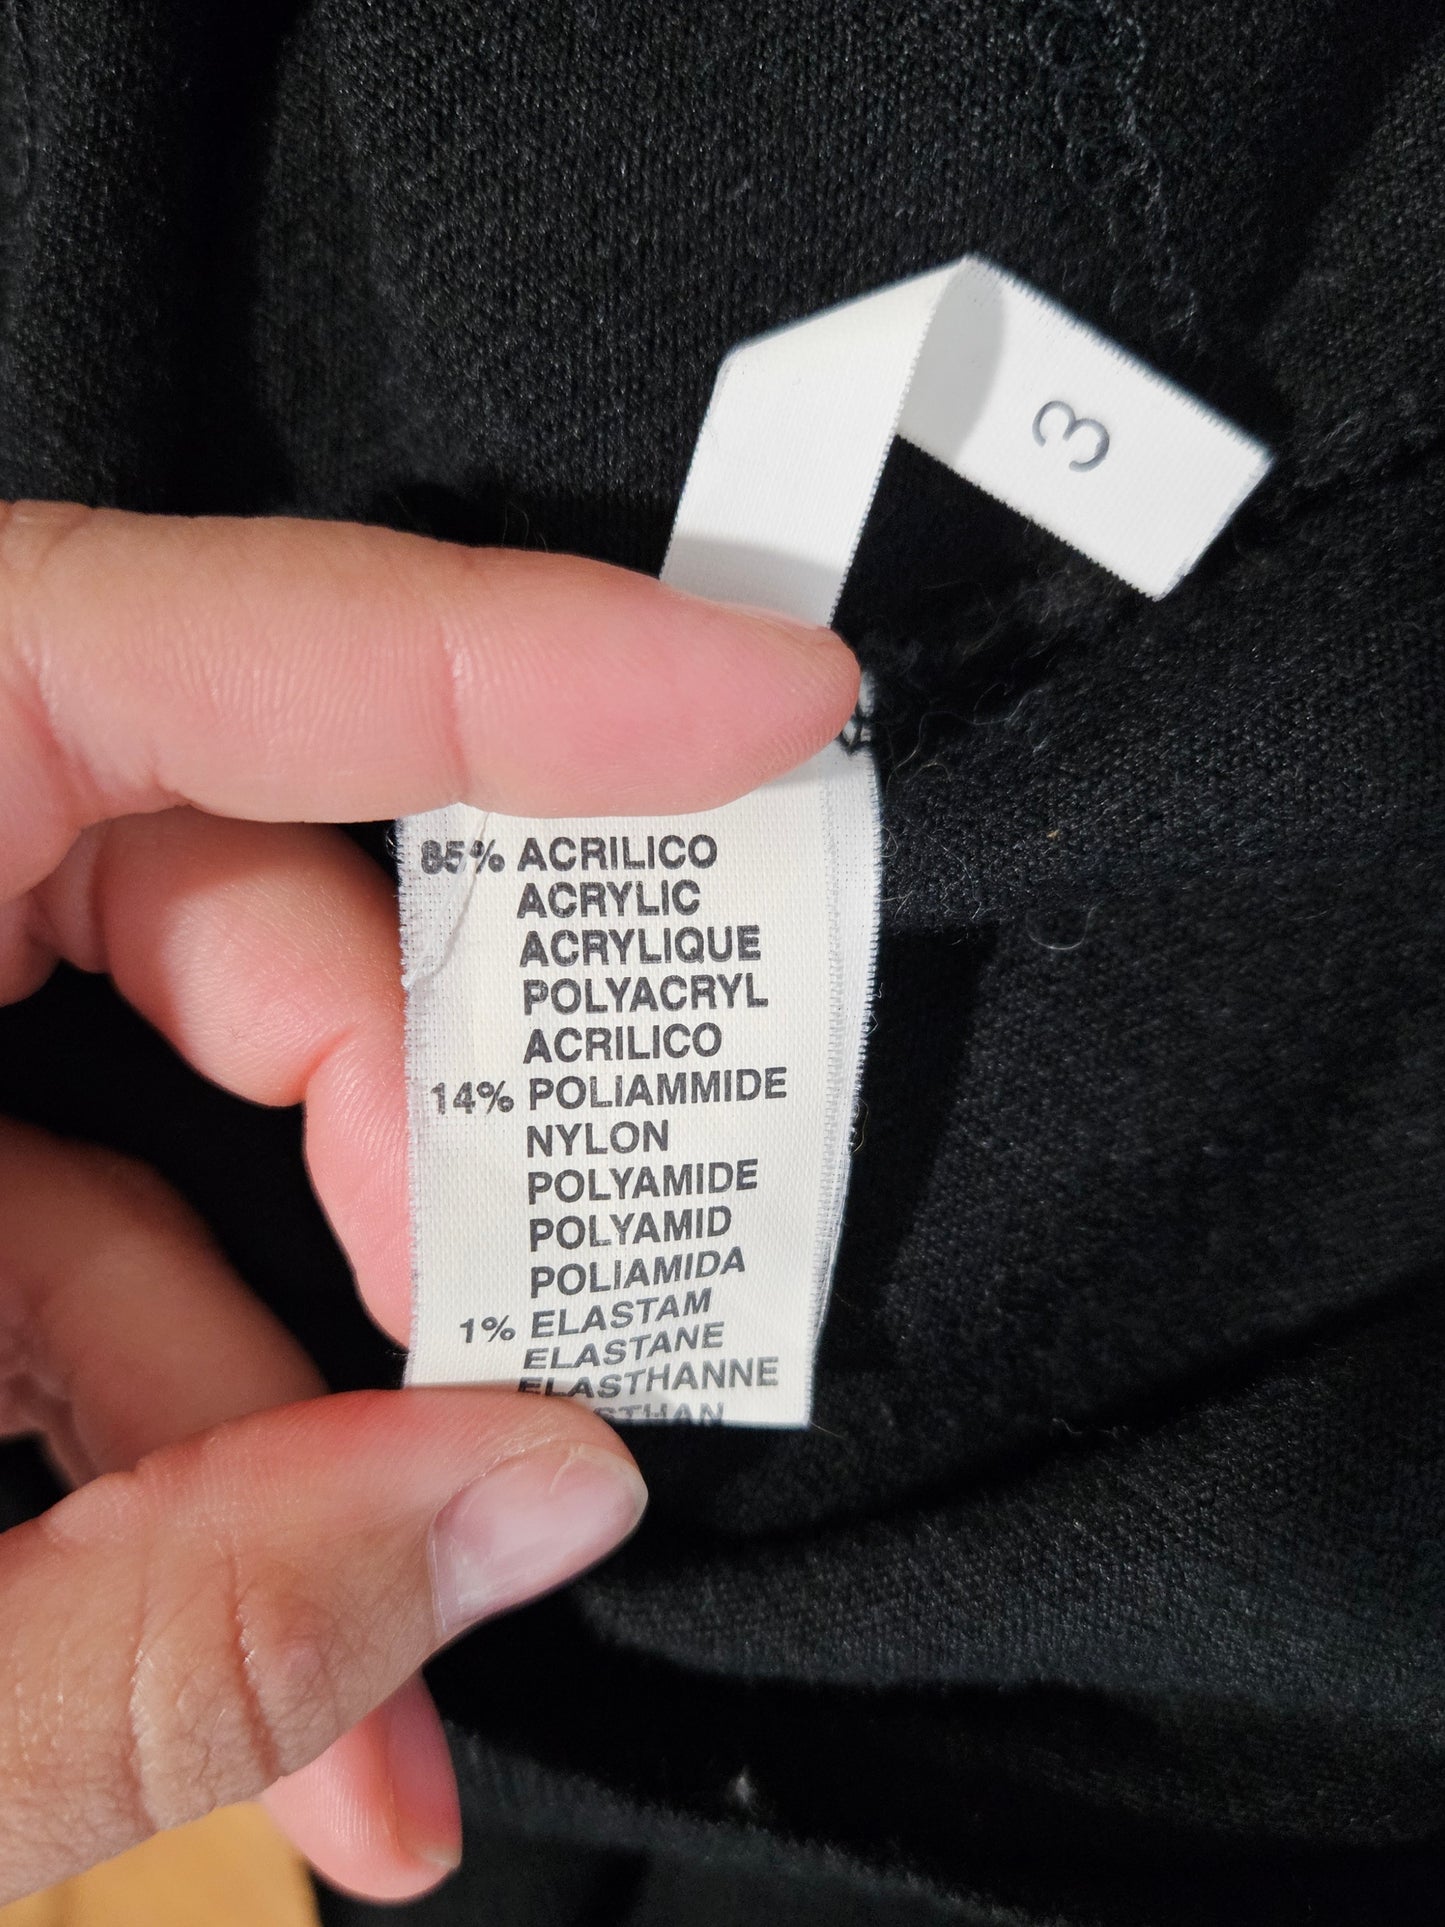 3
85% ACRILICO
ACRYLIC
ACRYLIQUE
POLYACRYL
ACRILICO
14% POLIAMMIDE
NYLON
POLYAMIDE
POLYAMID
POLIAMIDA
1% ELASTAM
ELASTANE
ELASTHANNE